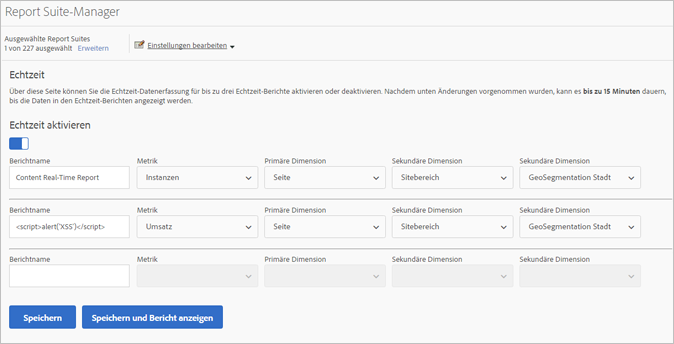 Report Suite-Manager
Ausgewählte Report Suites
1 von 227 ausgewählt Erweitern
Einstellungen bearbeiten
Echtzeit
Über diese Seite können Sie die Echtzeit-Datenerfassung für bis zu drei Echtzeit-Berichte aktivieren oder deaktivieren. Nachdem unten Änderungen vorgenommen wurden, kann es bis zu 15 Minuten dauern,
bis die Daten in den Echtzeit-Berichten angezeigt werden.
Echtzeit aktivieren
Berichtname Metrik Primäre Dimension Sekundäre Dimension Sekundäre Dimension
Content Real-Time Report Instanzen Seite Sitebereich GeoSegmentation Stadt
Berichtname Metrik Primäre Dimension Sekundäre Dimension Sekundäre Dimension
<script>alert('XSS')</script> Umsatz Seite Sitebereich GeoSegmentation Stadt
Berichtname Metrik Primäre Dimension Sekundäre Dimension Sekundäre Dimension
Speichern Speichern und Bericht anzeigen